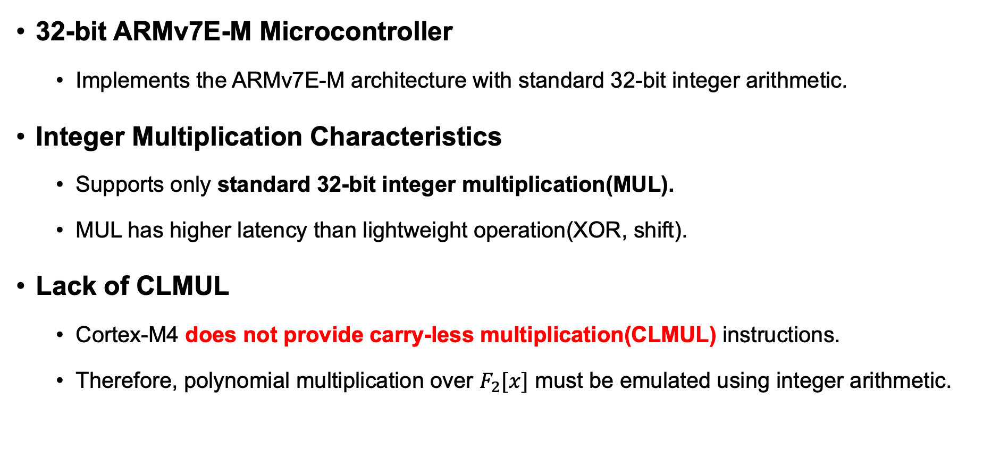 • 32-bit ARMv7E-M Microcontroller
• Implements the ARMv7E-M architecture with standard 32-bit integer arithmetic.
• Integer Multiplication Characteristics
• Supports only standard 32-bit integer multiplication(MUL).
• MUL has higher latency than lightweight operation(XOR, shift).
• Lack of CLMUL
• Cortex-M4 does not provide carry-less multiplication(CLMUL) instructions.
• Therefore, polynomial multiplication over 𝐹₂[𝑥] must be emulated using integer arithmetic.